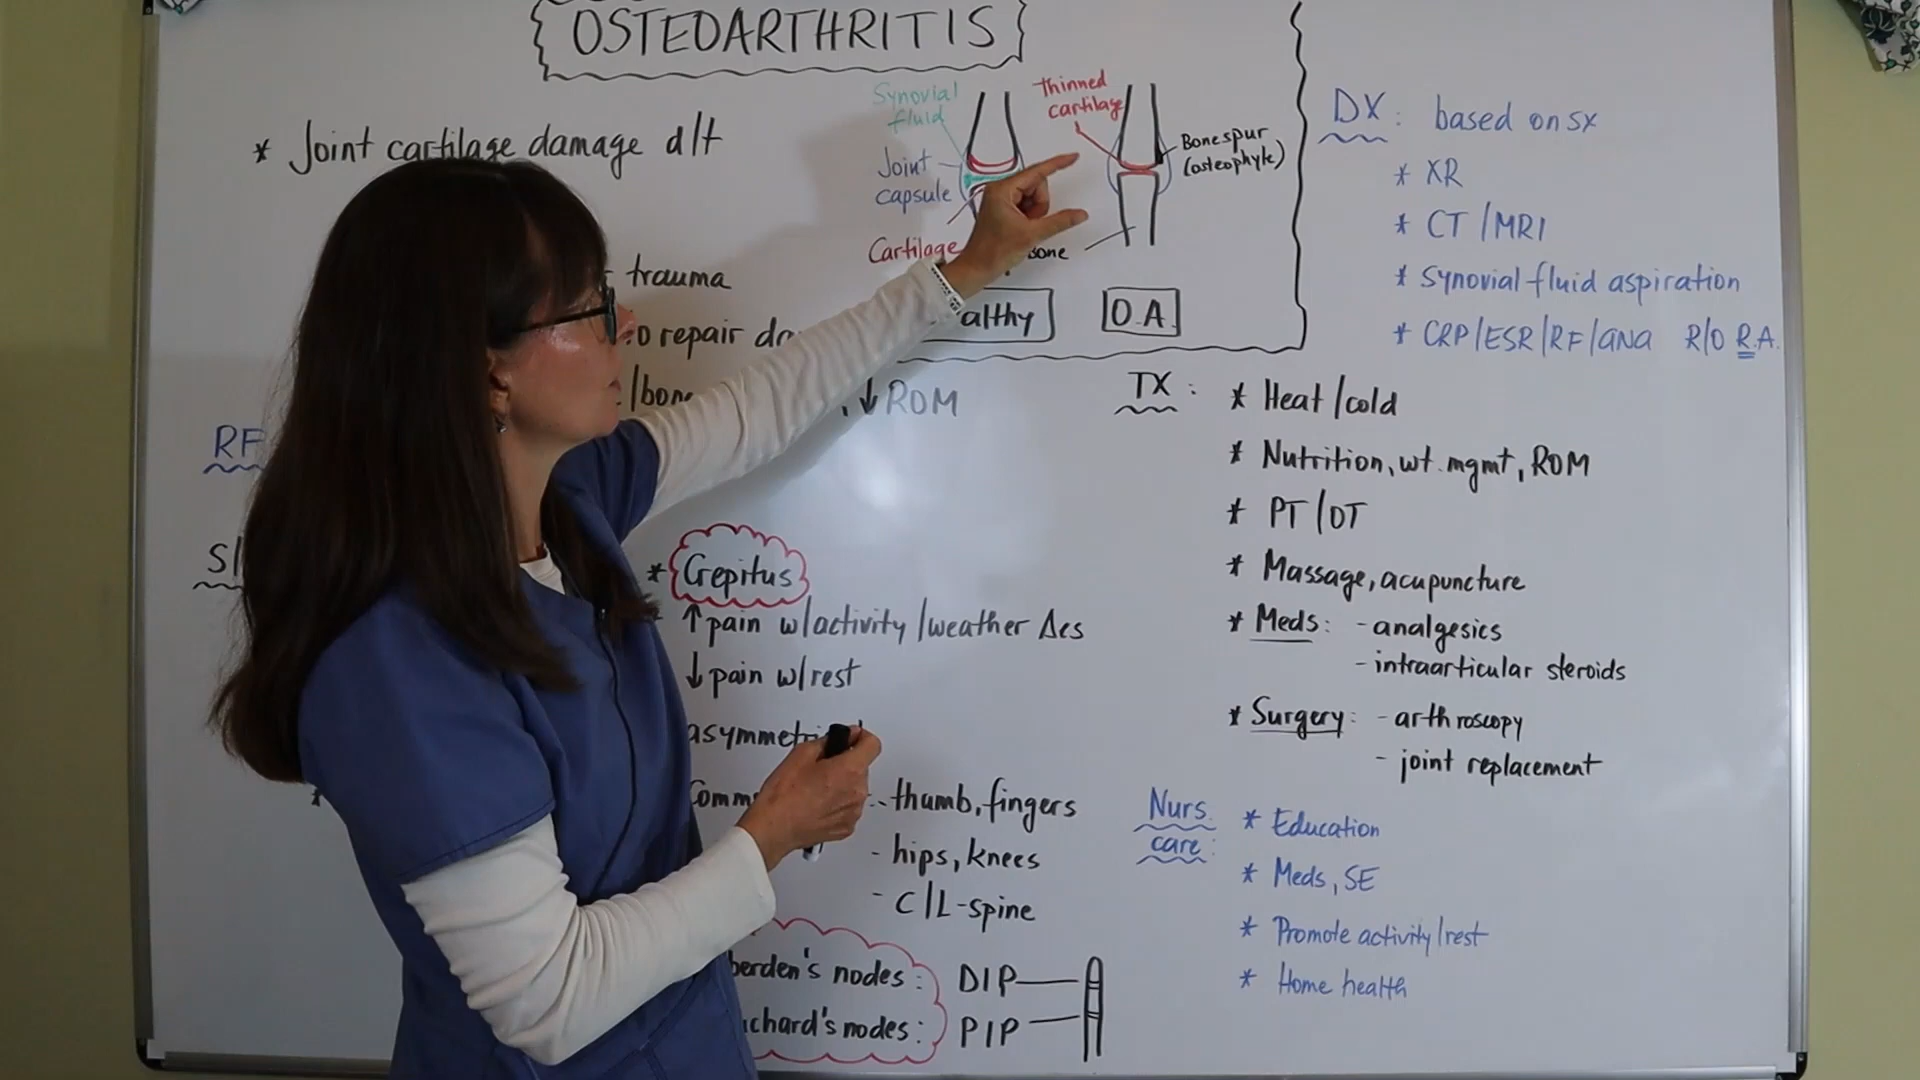 OSTEOARTHRITIS
* Joint cartilage damage d/t
trauma
repair
↓ ROM
RF
S/
* Crepitus
↑ pain w/activity/weather Δcs
↓ pain w/rest
- thumb, fingers
- hips, knees
- C/L-spine
nodes: DIP
nodes: PIP
Synovial
fluid
Joint
capsule
Cartilage
Thinned
cartilage
Bone spur
(osteophyte)
O.A.
DX: based on sx
* XR
* CT/MRI
* Synovial fluid aspiration
* CRP/ESR/RF/ANA R/O R.A.
TX: * Heat/cold
* Nutrition, wt. mgmt, ROM
* PT/OT
* Massage, acupuncture
* Meds: - analgesics
- intraarticular steroids
* Surgery: - arthroscopy
- joint replacement
Nurs.
care:
* Education
* Meds, SE
* Promote activity/rest
* Home health